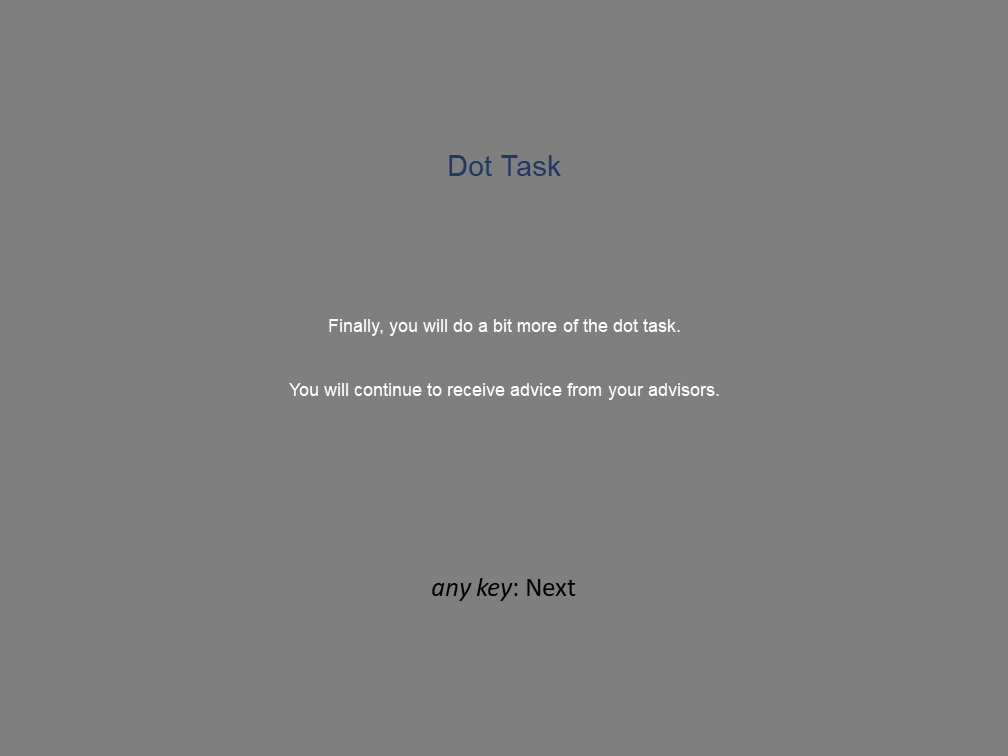 Dot Task
Finally, you will do a bit more of the dot task.
You will continue to receive advice from your advisors.
any key: Next